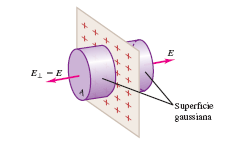 E
E⊥ = E
A
Superficie
gaussiana